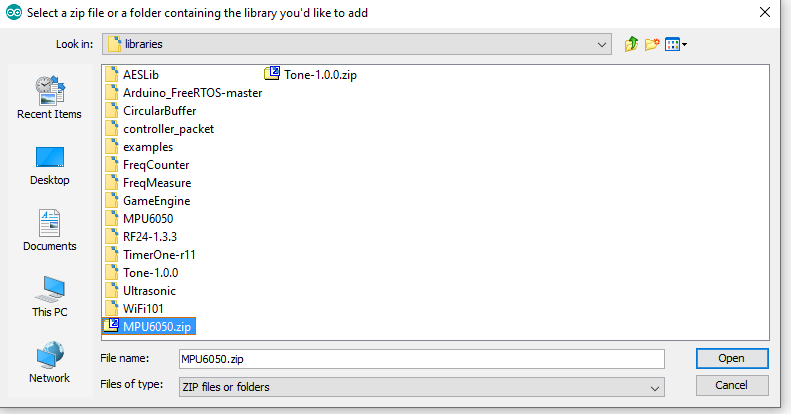 Select a zip file or a folder containing the library you'd like to add
Look in:
libraries
Recent Items
Desktop
Documents
This PC
Network
AESLib
Arduino_FreeRTOS-master
CircularBuffer
controller_packet
examples
FreqCounter
FreqMeasure
GameEngine
MPU6050
RF24-1.3.3
TimerOne-r11
Tone-1.0.0
Ultrasonic
WiFi101
MPU6050.zip
Tone-1.0.0.zip
File name:
MPU6050.zip
Open
Files of type:
ZIP files or folders
Cancel